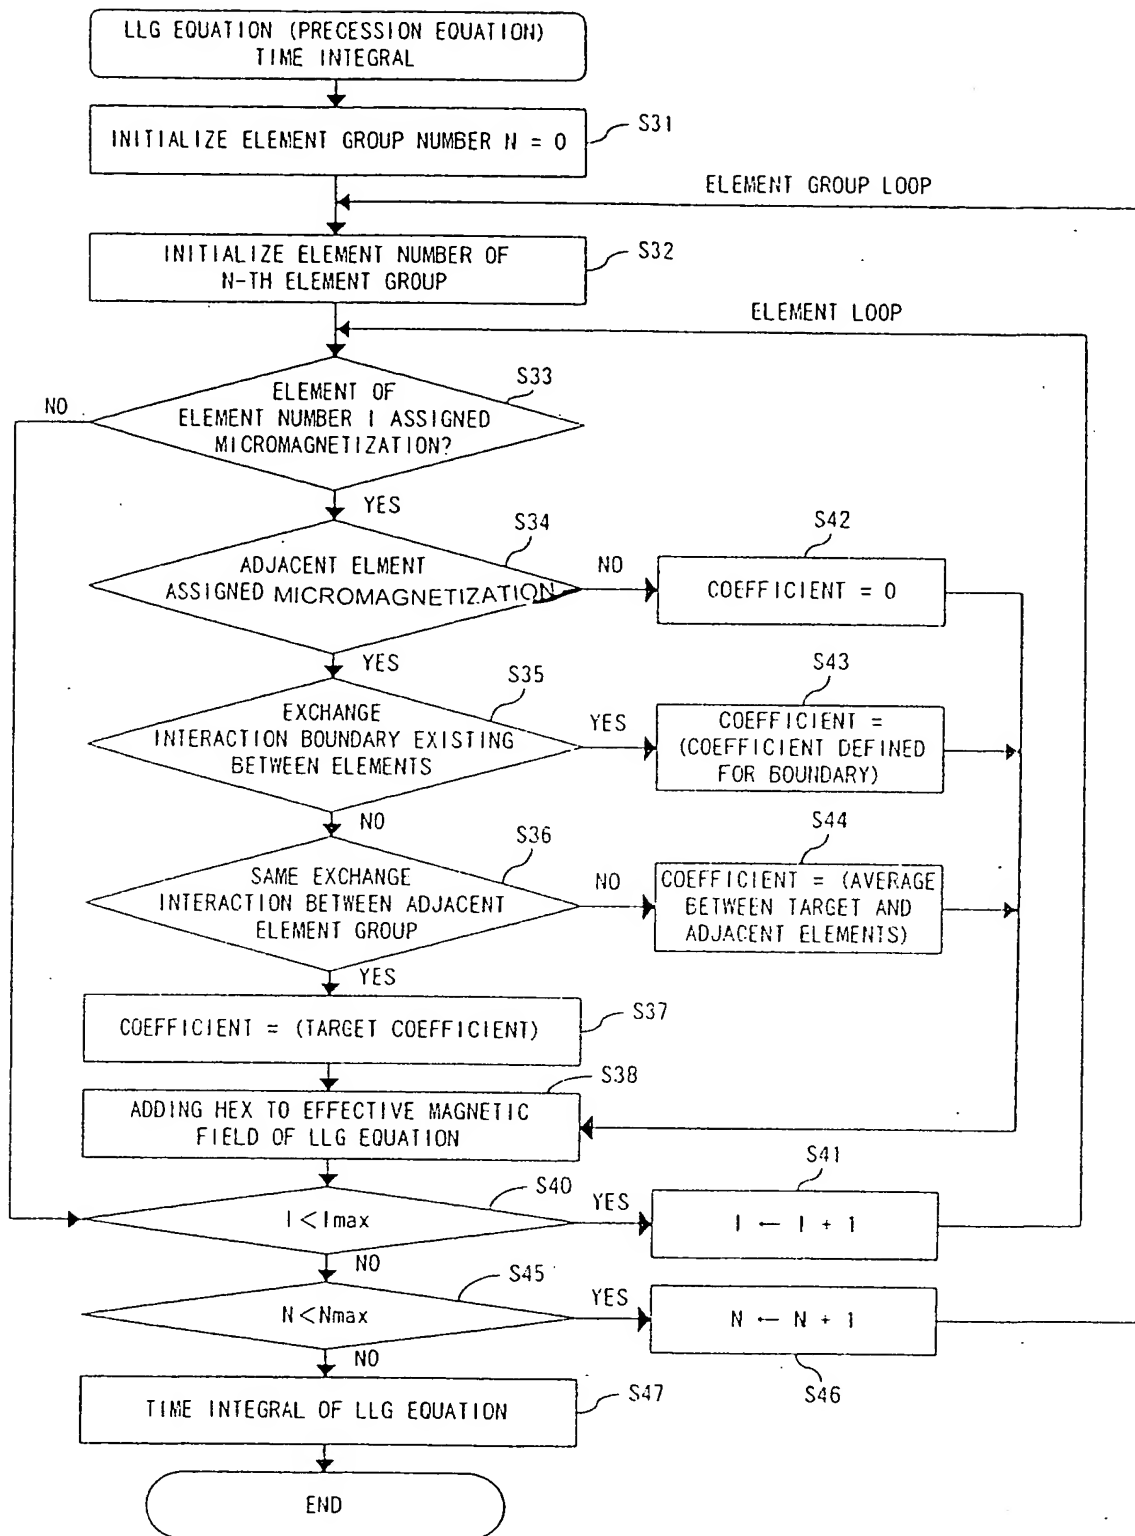 LLG EQUATION (PRECESSION EQUATION)
TIME INTEGRAL
INITIALIZE ELEMENT GROUP NUMBER N = 0
S31
ELEMENT GROUP LOOP
INITIALIZE ELEMENT NUMBER OF
N-TH ELEMENT GROUP
S32
ELEMENT LOOP
S33
NO
ELEMENT OF
ELEMENT NUMBER I ASSIGNED
MICROMAGNETIZATION?
YES
S34
ADJACENT ELMENT
ASSIGNED MICROMAGNETIZATION
NO
S42
COEFFICIENT = 0
YES
S35
EXCHANGE
INTERACTION BOUNDARY EXISTING
BETWEEN ELEMENTS
YES
S43
COEFFICIENT =
(COEFFICIENT DEFINED
FOR BOUNDARY)
NO
S36
SAME EXCHANGE
INTERACTION BETWEEN ADJACENT
ELEMENT GROUP
NO
S44
COEFFICIENT = (AVERAGE
BETWEEN TARGET AND
ADJACENT ELEMENTS)
YES
COEFFICIENT = (TARGET COEFFICIENT)
S37
S38
ADDING HEX TO EFFECTIVE MAGNETIC
FIELD OF LLG EQUATION
S40
I < Imax
YES
S41
I ← I + 1
NO
S45
N < Nmax
YES
N ← N + 1
S46
NO
TIME INTEGRAL OF LLG EQUATION
S47
END